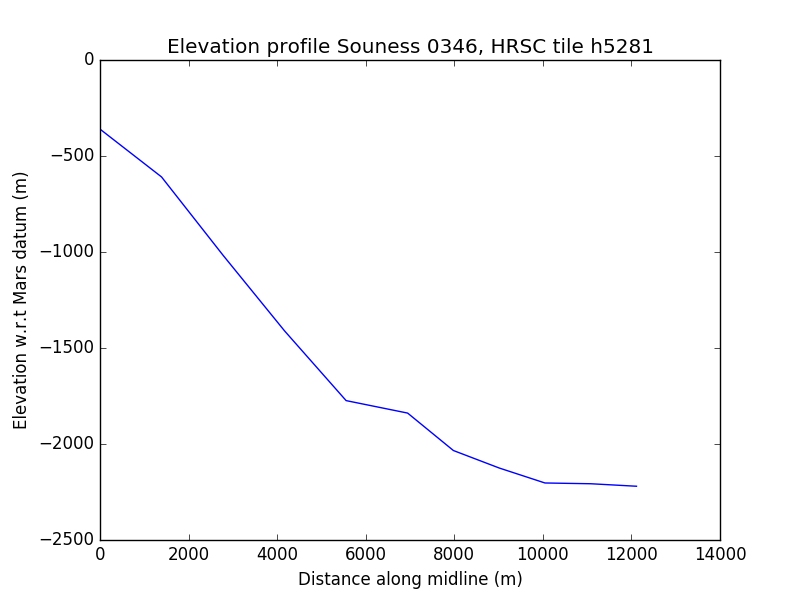 Elevation profile Souness 0346, HRSC tile h5281
0
−500
−1000
−1500
−2000
−2500
Elevation w.r.t Mars datum (m)
0 2000 4000 6000 8000 10000 12000 14000
Distance along midline (m)